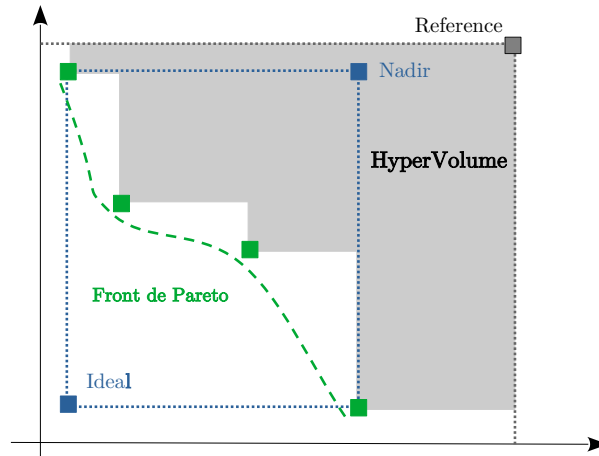 Reference
Nadir
HyperVolume
Front de Pareto
Ideal